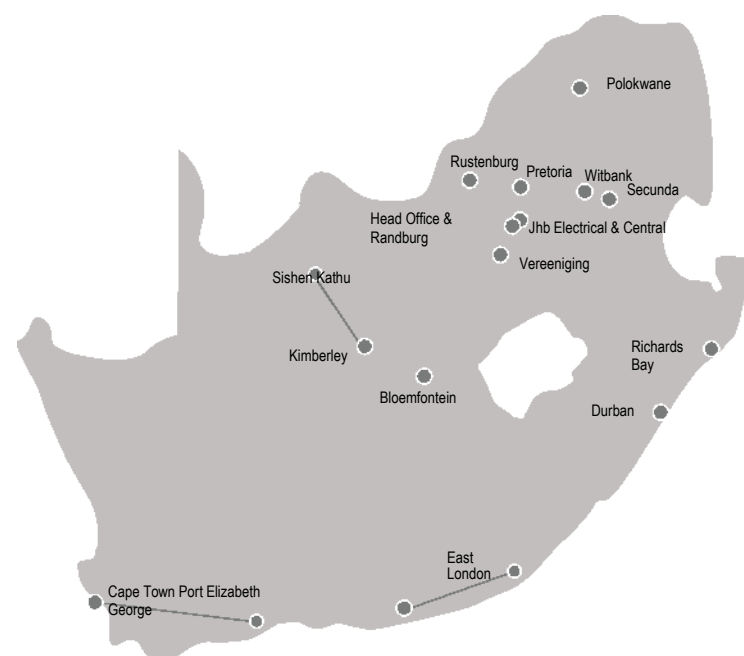 Polokwane
Rustenburg
Pretoria
Witbank
Secunda
Head Office &
Randburg
Jhb Electrical & Central
Vereeniging
Sishen Kathu
Kimberley
Richards
Bay
Bloemfontein
Durban
East
London
Cape Town Port Elizabeth
George